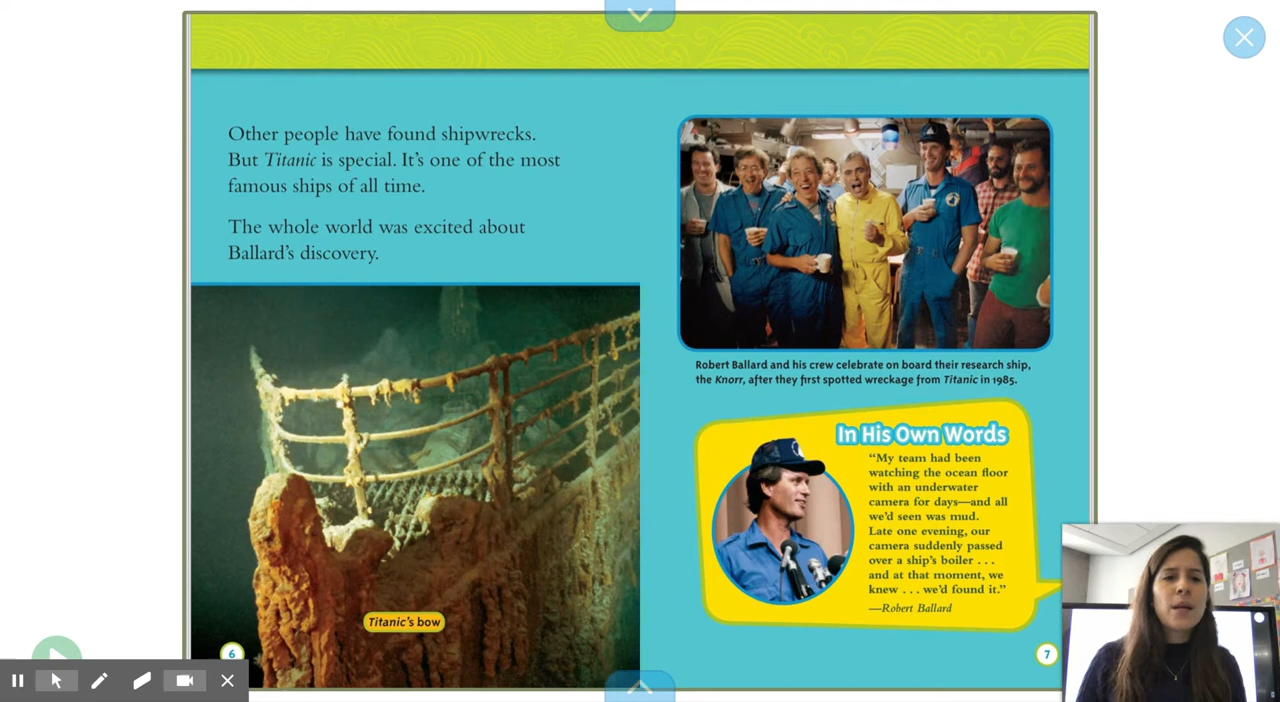 Other people have found shipwrecks.
But Titanic is special. It's one of the most
famous ships of all time.
The whole world was excited about
Ballard's discovery.
Titanic's bow
6
Robert Ballard and his crew celebrate on board their research ship,
the Knorr, after they first spotted wreckage from Titanic in 1985.
In His Own Words
“My team had been
watching the ocean floor
with an underwater
camera for days—and all
we'd seen was mud.
Late one evening, our
camera suddenly passed
over a ship's boiler . . .
and at that moment, we
knew . . . we'd found it.”
—Robert Ballard
7